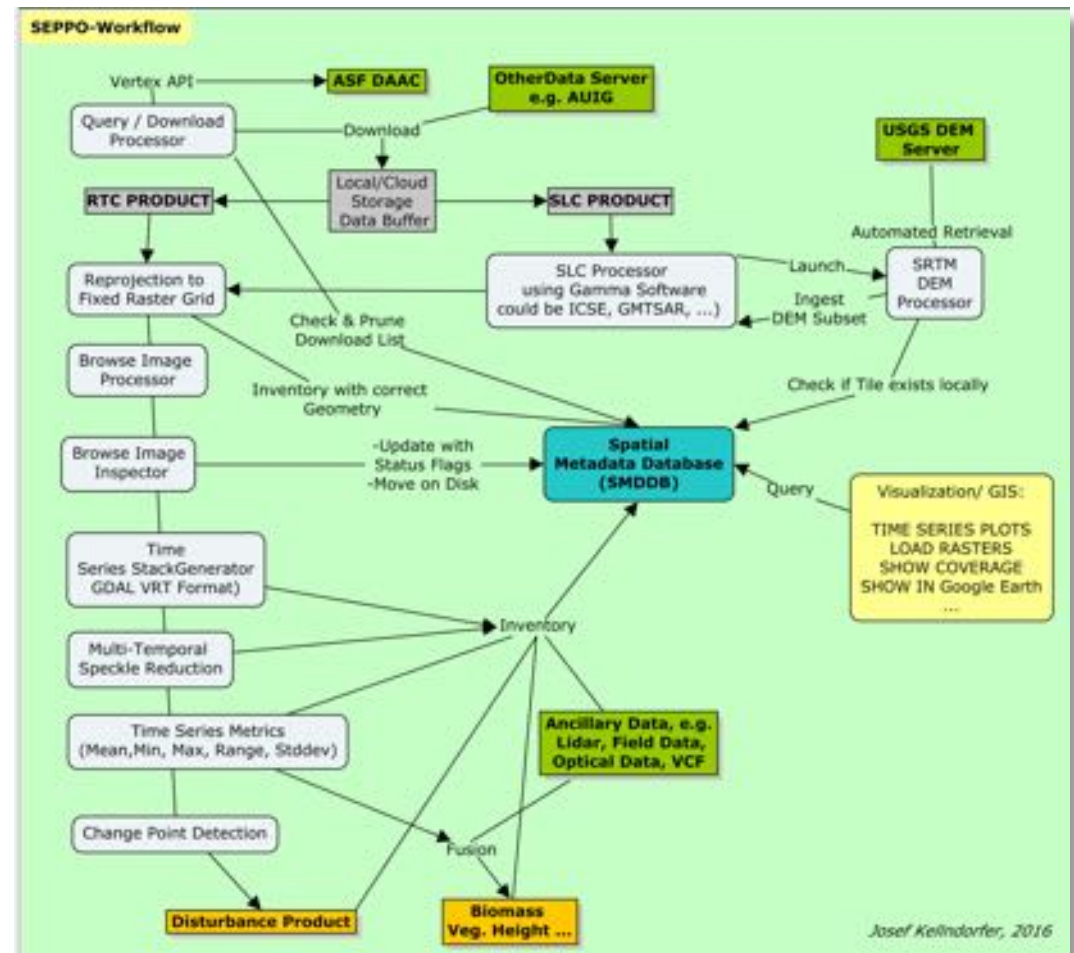 SEPPO-Workflow
Vertex API
ASF DAAC
OtherData Server
e.g. AUIG
Query / Download
Processor
Download
USGS DEM
Server
RTC PRODUCT
Local/Cloud
Storage
Data Buffer
SLC PRODUCT
Automated Retrieval
Reprojection to
Fixed Raster Grid
SLC Processor
using Gamma Software
could be ICSE, GMTSAR, ...)
Launch
SRTM
DEM
Processor
Ingest
DEM Subset
Check & Prune
Download List
Browse Image
Processor
Inventory with correct
Geometry
Check if Tile exists locally
Browse Image
Inspector
-Update with
Status Flags
-Move on Disk
Spatial
Metadata Database
(SMDDB)
Query
Visualization/ GIS:
TIME SERIES PLOTS
LOAD RASTERS
SHOW COVERAGE
SHOW IN Google Earth
...
Time
Series StackGenerator
GDAL VRT Format)
Inventory
Multi-Temporal
Speckle Reduction
Time Series Metrics
(Mean,Min, Max, Range, Stddev)
Ancillary Data, e.g.
Lidar, Field Data,
Optical Data, VCF
Change Point Detection
Fusion
Disturbance Product
Biomass
Veg. Height ...
Josef Kellndorfer, 2016